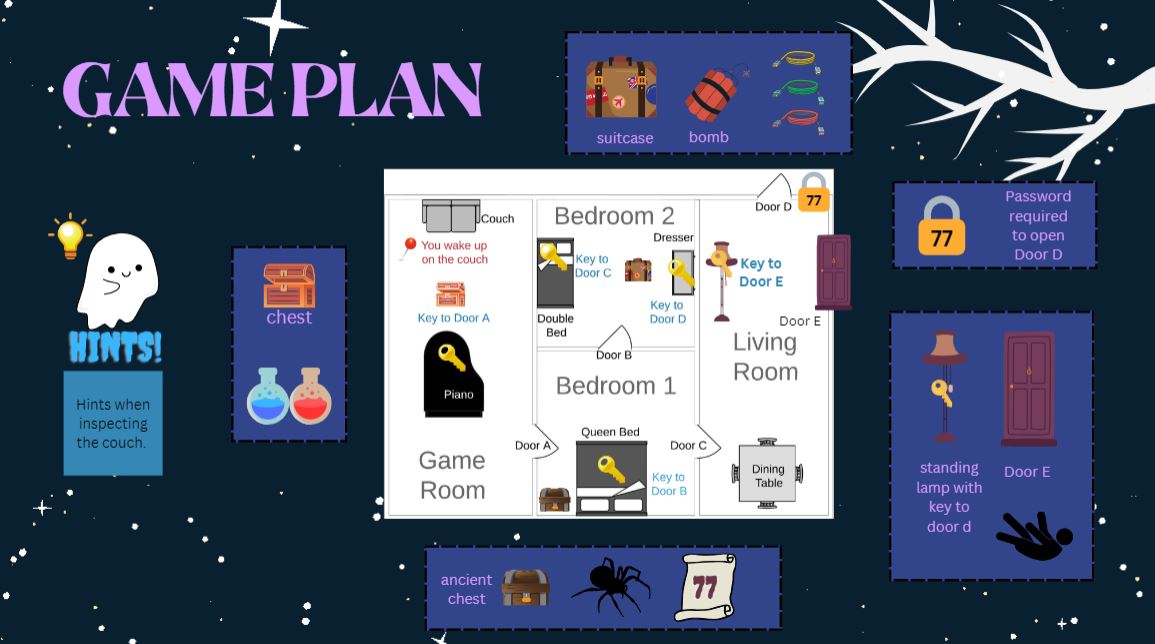 GAME PLAN
suitcase
bomb
77
Password
required
to open
Door D
HINTS!
Hints when
inspecting
the couch.
chest
Couch
You wake up
on the couch
Key to Door A
Piano
Game
Room
Door A
Bedroom 2
Key to
Door C
Double
Bed
Dresser
Key to
Door D
Door B
Bedroom 1
Queen Bed
Key to
Door B
Door C
Door D
77
Key to
Door E
Door E
Living
Room
Dining
Table
standing
lamp with
key to
door d
Door E
ancient
chest
77